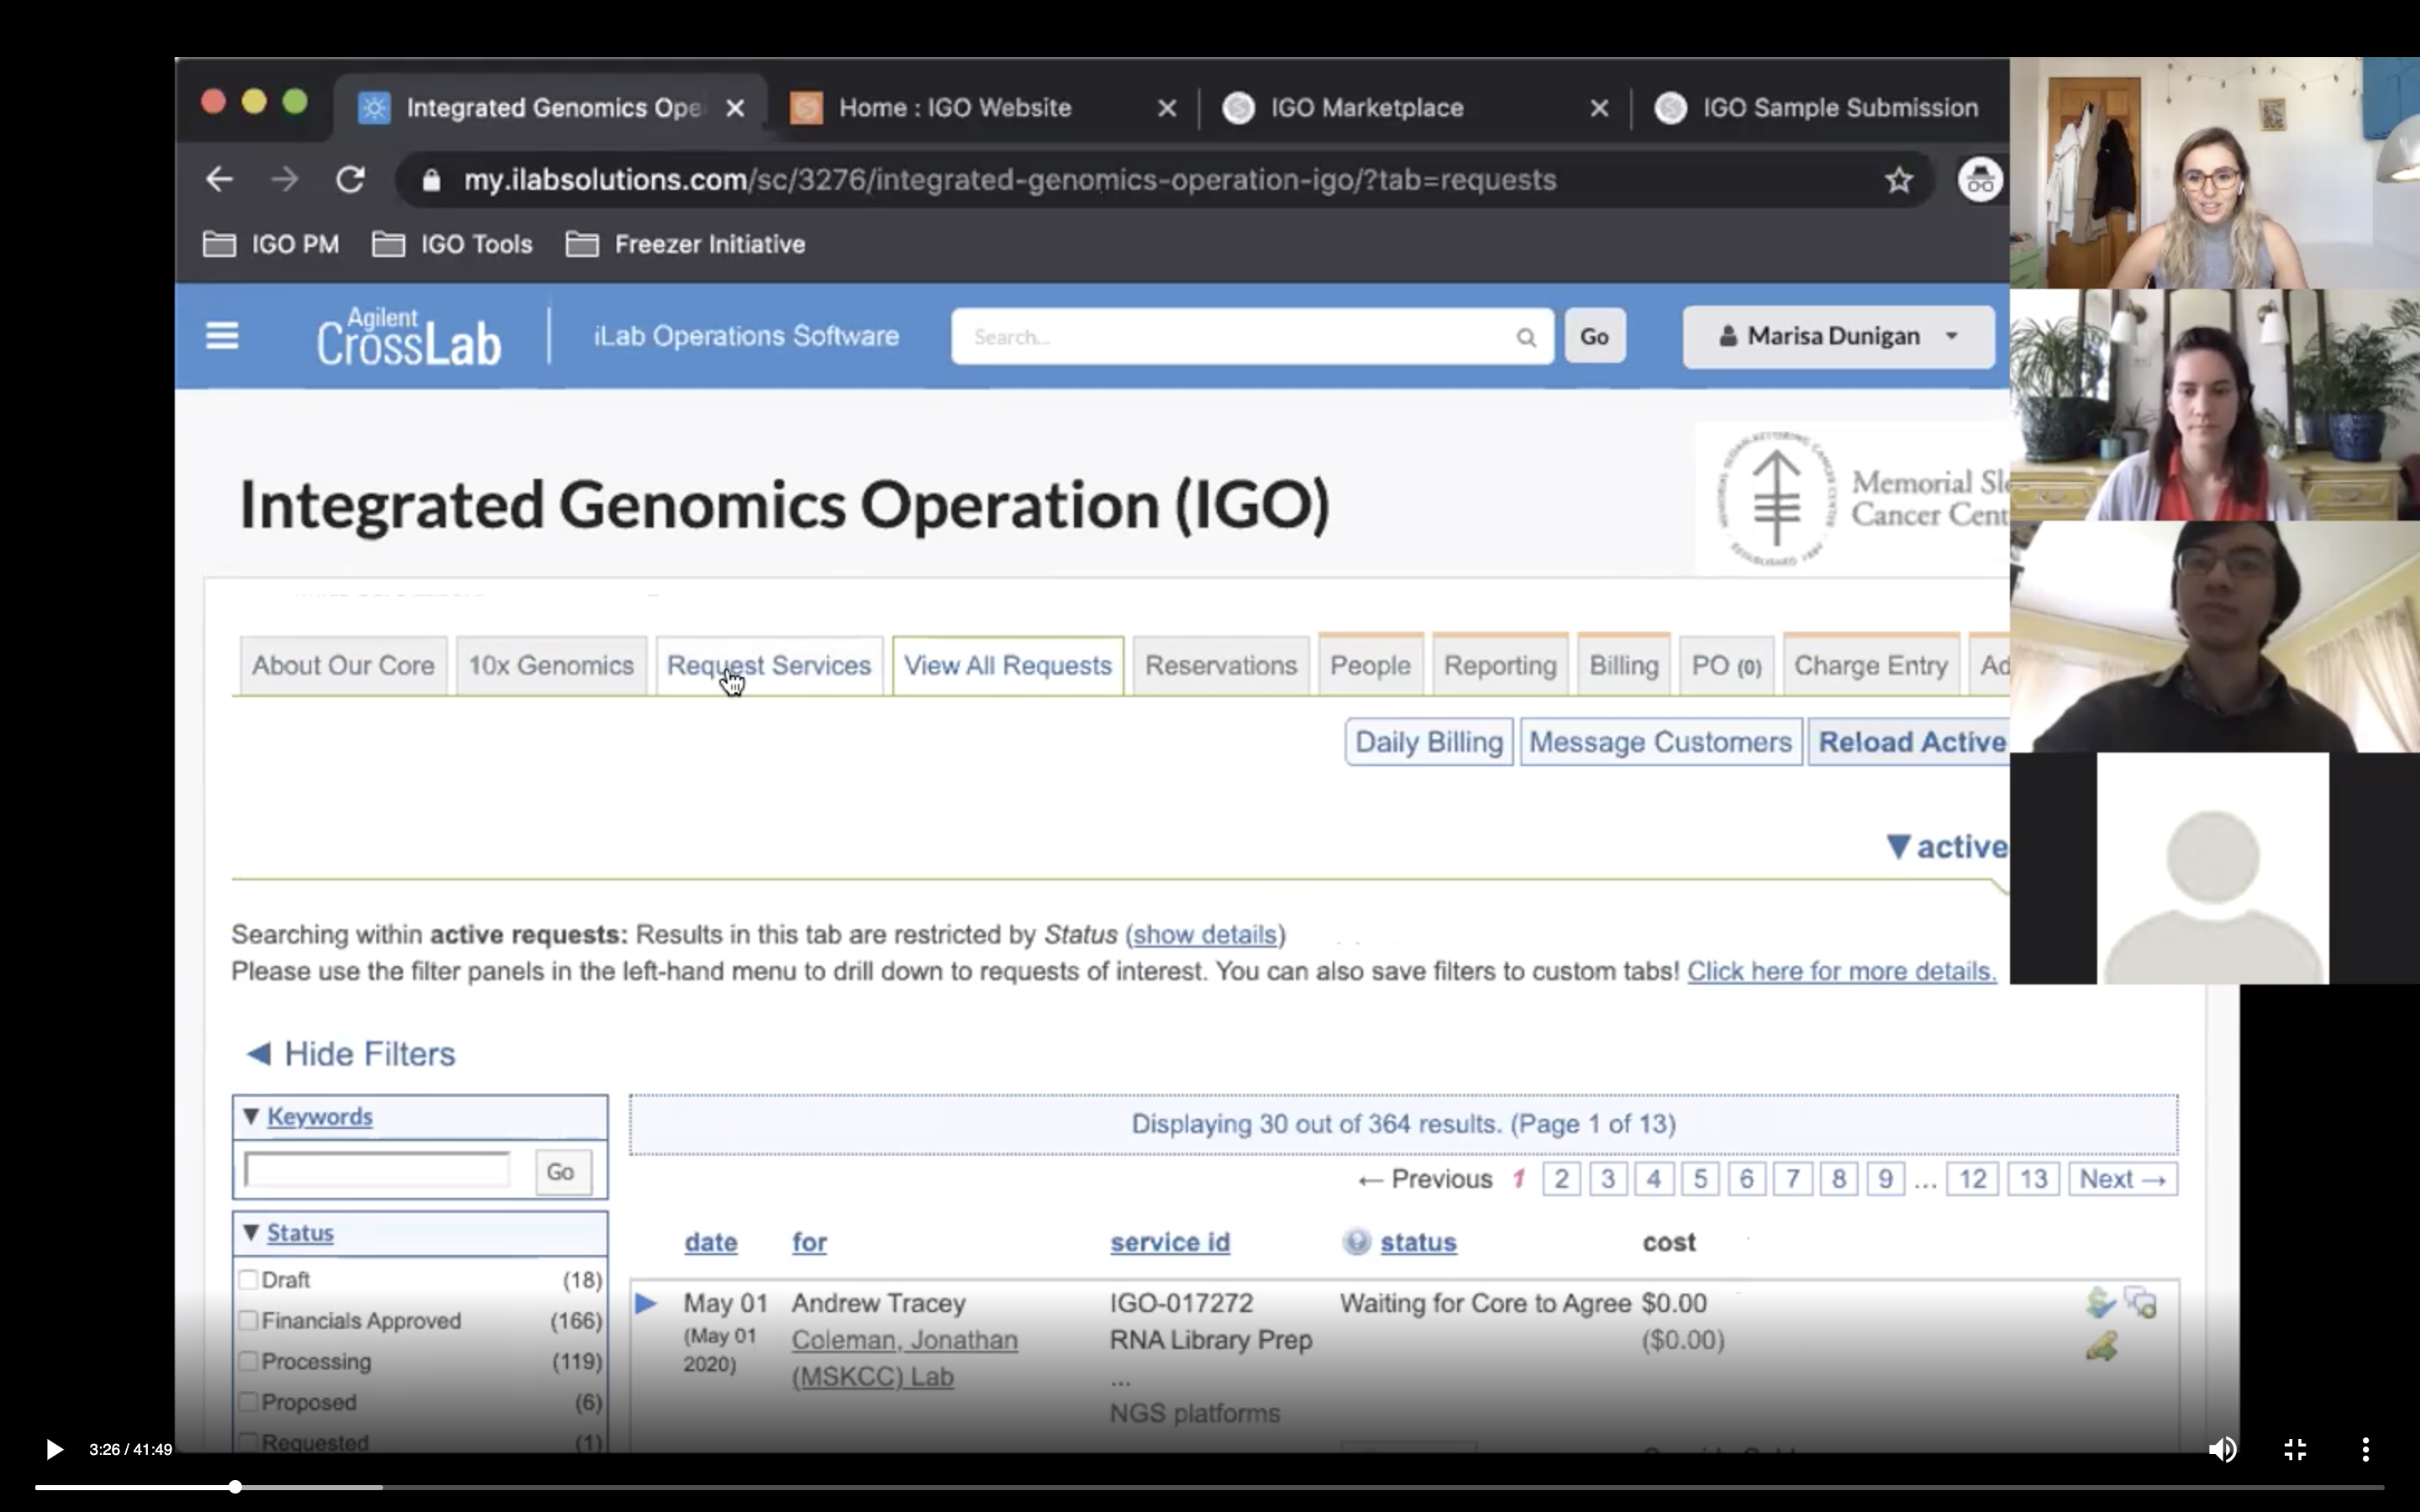 Integrated Genomics Ope
Home : IGO Website
IGO Marketplace
IGO Sample Submission
my.ilabsolutions.com/sc/3276/integrated-genomics-operation-igo/?tab=requests
IGO PM
IGO Tools
Freezer Initiative
Agilent
CrossLab
iLab Operations Software
Search...
Go
Marisa Dunigan
Integrated Genomics Operation (IGO)
Memorial Slo
Cancer Cent
About Our Core
10x Genomics
Request Services
View All Requests
Reservations
People
Reporting
Billing
PO (0)
Charge Entry
Ad
Daily Billing
Message Customers
Reload Active
▼ active
Searching within active requests: Results in this tab are restricted by Status (show details)
Please use the filter panels in the left-hand menu to drill down to requests of interest. You can also save filters to custom tabs! Click here for more details.
◀ Hide Filters
▼ Keywords
Go
▼ Status
Draft (18)
Financials Approved (166)
Processing (119)
Proposed (6)
Requested (1)
Displaying 30 out of 364 results. (Page 1 of 13)
← Previous 1 2 3 4 5 6 7 8 9 ... 12 13 Next →
date for service id status cost
May 01 Andrew Tracey IGO-017272 Waiting for Core to Agree $0.00
(May 01 Coleman, Jonathan RNA Library Prep ($0.00)
2020) (MSKCC) Lab ...
NGS platforms
3:26 / 41:49